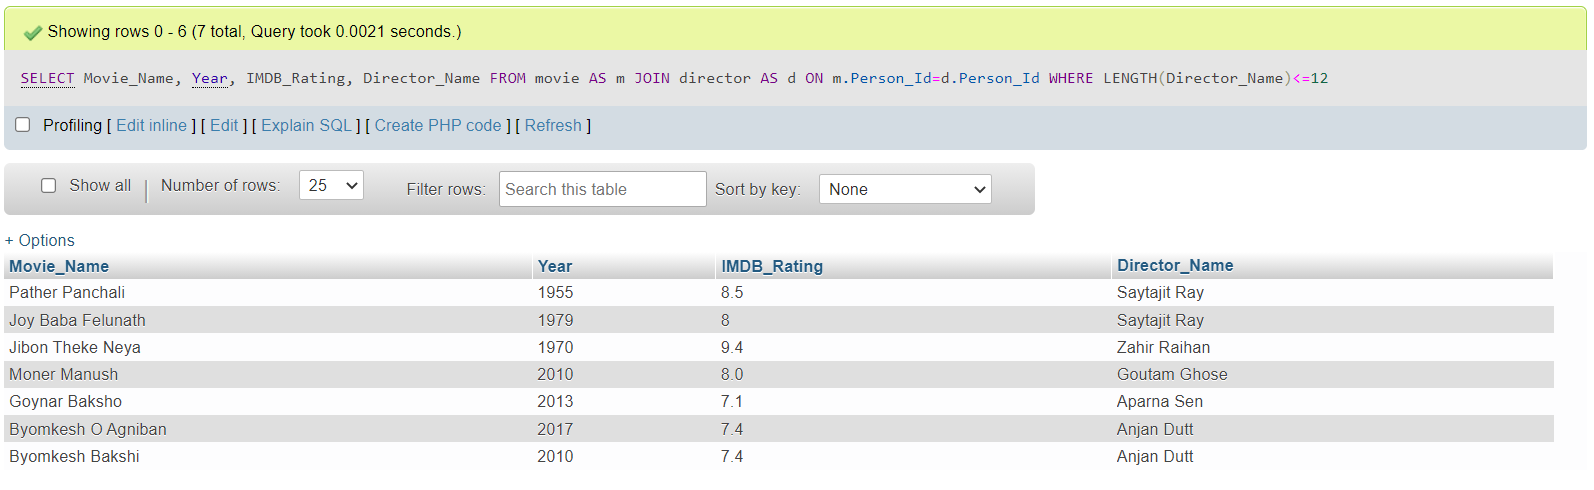 Showing rows 0 - 6 (7 total, Query took 0.0021 seconds.)
SELECT Movie_Name, Year, IMDB_Rating, Director_Name FROM movie AS m JOIN director AS d ON m.Person_Id=d.Person_Id WHERE LENGTH(Director_Name)<=12
Profiling [ Edit inline ] [ Edit ] [ Explain SQL ] [ Create PHP code ] [ Refresh ]
Show all Number of rows: 25 Filter rows: Search this table Sort by key: None
+ Options
Movie_Name Year IMDB_Rating Director_Name
Pather Panchali 1955 8.5 Saytajit Ray
Joy Baba Felunath 1979 8 Saytajit Ray
Jibon Theke Neya 1970 9.4 Zahir Raihan
Moner Manush 2010 8.0 Goutam Ghose
Goynar Baksho 2013 7.1 Aparna Sen
Byomkesh O Agniban 2017 7.4 Anjan Dutt
Byomkesh Bakshi 2010 7.4 Anjan Dutt